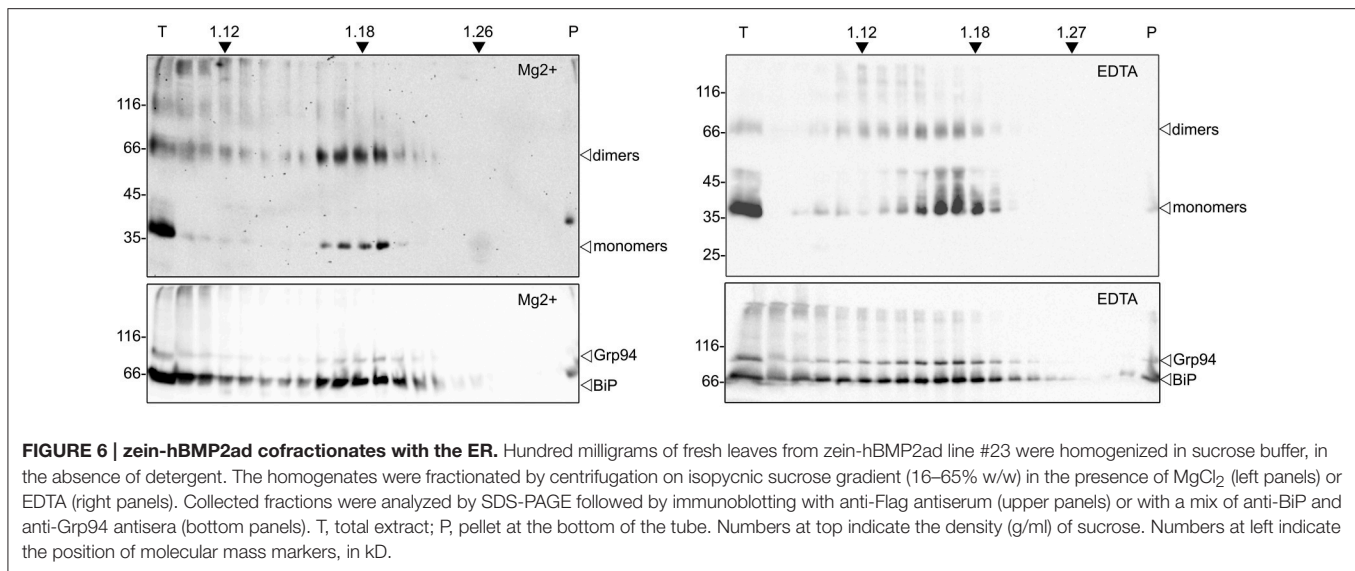 T 1.12 1.18 1.26 P
Mg2+
116-
66-
45-
35-
dimers
monomers
Mg2+
116-
66-
Grp94
BiP
T 1.12 1.18 1.27 P
EDTA
116-
66-
45-
35-
25-
dimers
monomers
EDTA
116-
66-
Grp94
BiP
FIGURE 6 | zein-hBMP2ad cofractionates with the ER. Hundred milligrams of fresh leaves from zein-hBMP2ad line #23 were homogenized in sucrose buffer, in
the absence of detergent. The homogenates were fractionated by centrifugation on isopycnic sucrose gradient (16–65% w/w) in the presence of MgCl₂ (left panels) or
EDTA (right panels). Collected fractions were analyzed by SDS-PAGE followed by immunoblotting with anti-Flag antiserum (upper panels) or with a mix of anti-BiP and
anti-Grp94 antisera (bottom panels). T, total extract; P, pellet at the bottom of the tube. Numbers at top indicate the density (g/ml) of sucrose. Numbers at left indicate
the position of molecular mass markers, in kD.